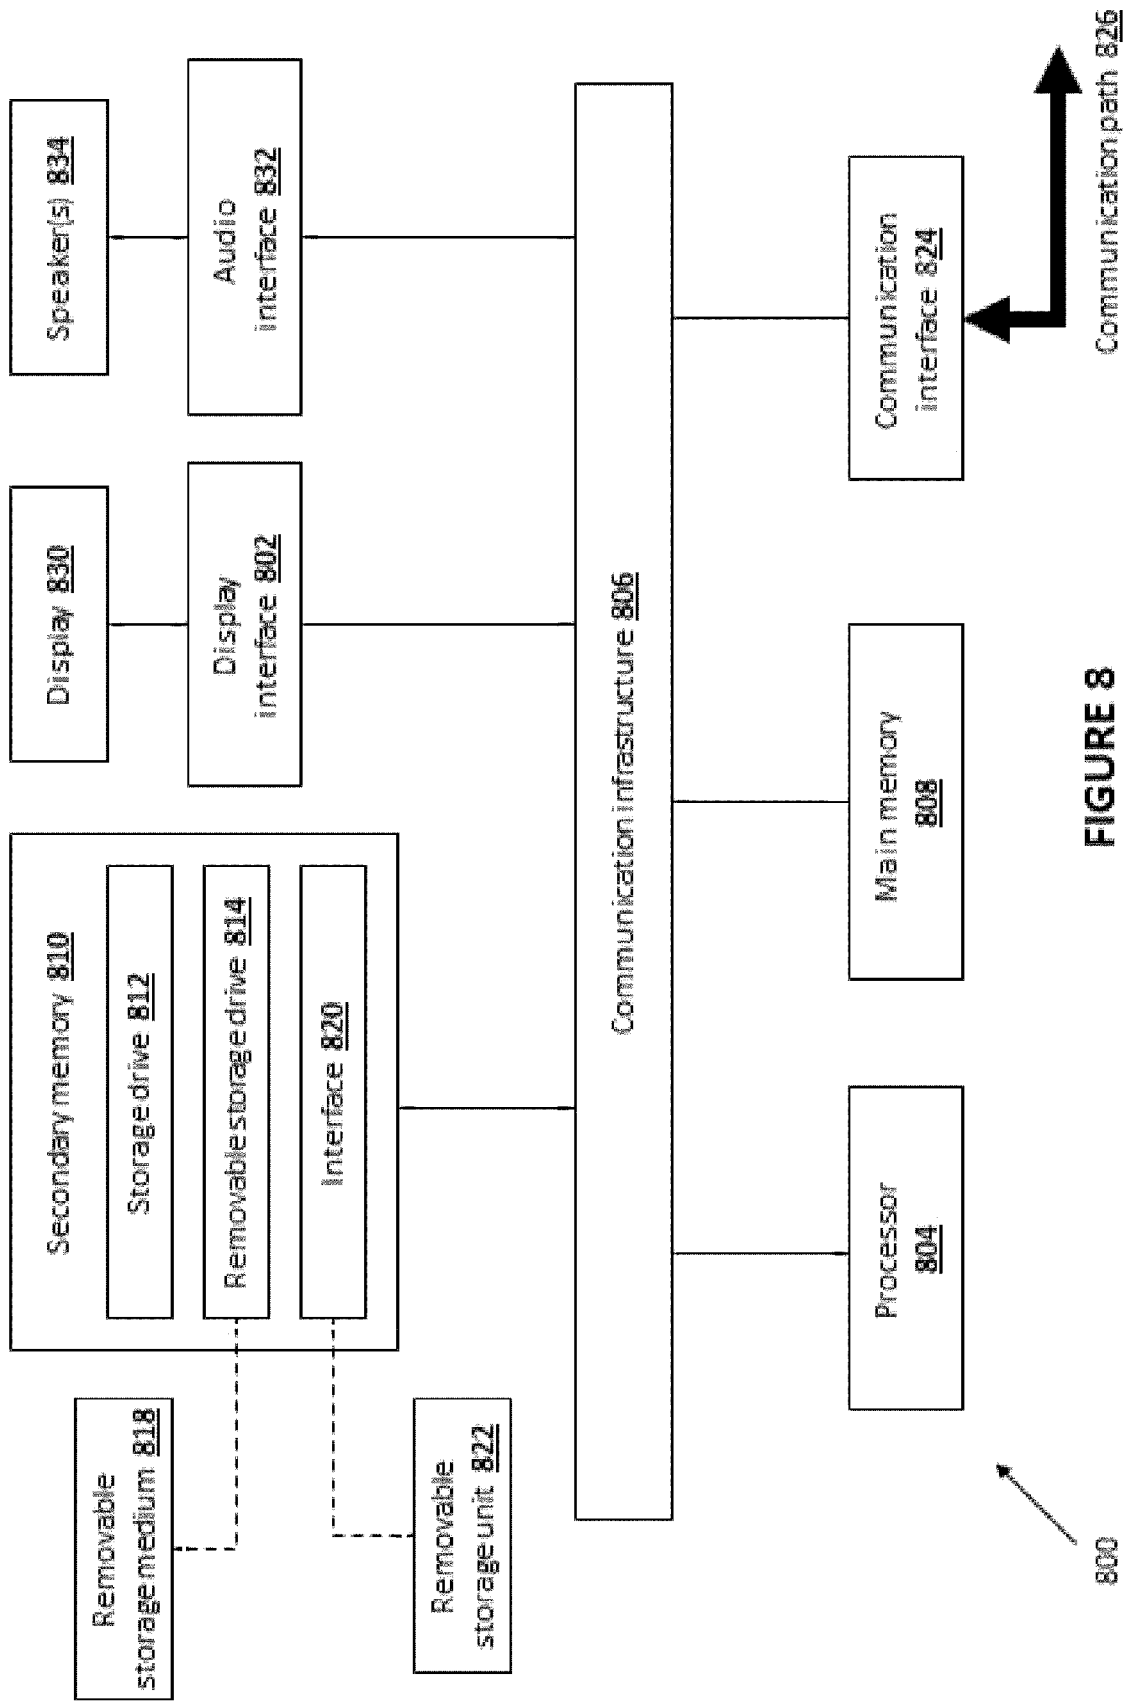 Removable
storage medium 818
Secondary memory 810
Storage drive 812
Removable storage drive 814
Interface 820
Removable
storage unit 822
Display 830
Display
interface 802
Speaker(s) 834
Audio
interface 832
Communication infrastructure 806
Processor
804
Main memory
808
Communication
interface 824
Communication path 826
800
FIGURE 8